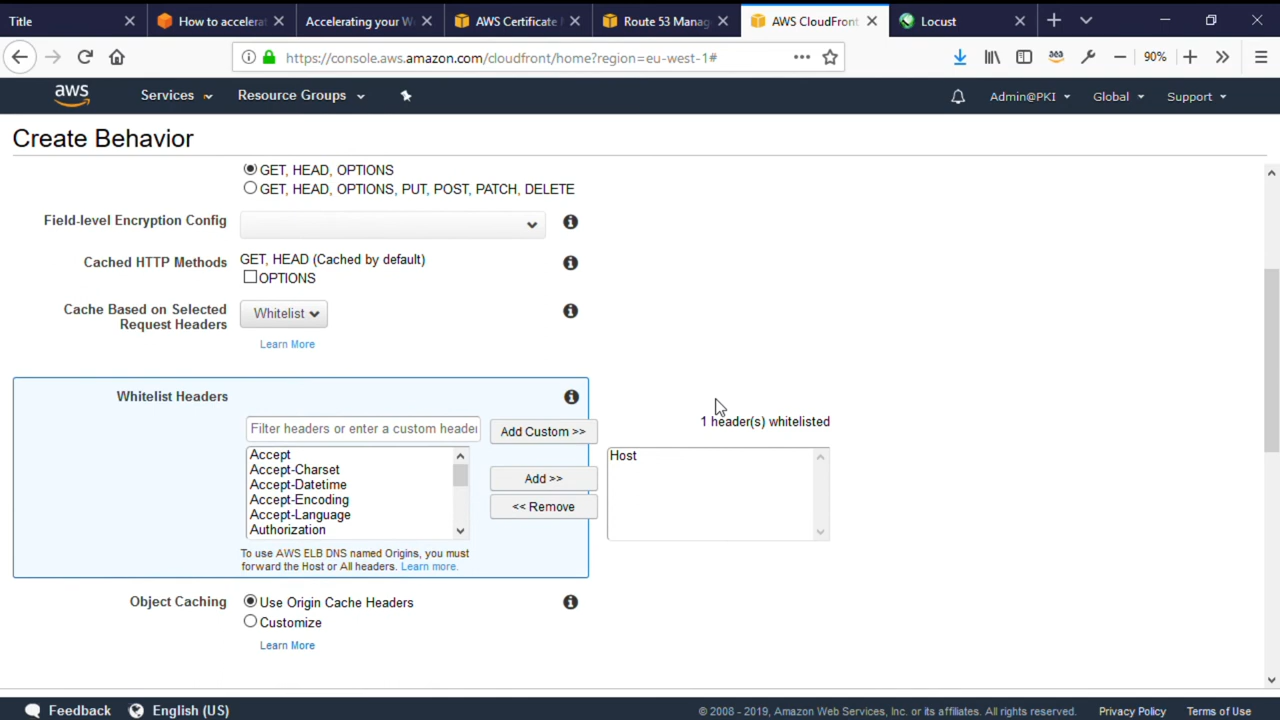 Title
How to accelerat
Accelerating your W
AWS Certificate
Route 53 Manag
AWS CloudFront
Locust
https://console.aws.amazon.com/cloudfront/home?region=eu-west-1#
90%
aws
Services
Resource Groups
Admin@PKI
Global
Support
Create Behavior
GET, HEAD, OPTIONS
GET, HEAD, OPTIONS, PUT, POST, PATCH, DELETE
Field-level Encryption Config
Cached HTTP Methods
GET, HEAD (Cached by default)
OPTIONS
Cache Based on Selected
Request Headers
Whitelist
Learn More
Whitelist Headers
Filter headers or enter a custom header
Add Custom >>
1 header(s) whitelisted
Accept
Accept-Charset
Accept-Datetime
Accept-Encoding
Accept-Language
Authorization
Add >>
<< Remove
Host
To use AWS ELB DNS named Origins, you must
forward the Host or All headers. Learn more.
Object Caching
Use Origin Cache Headers
Customize
Learn More
Feedback
English (US)
© 2008 - 2019, Amazon Web Services, Inc. or its affiliates. All rights reserved.
Privacy Policy
Terms of Use